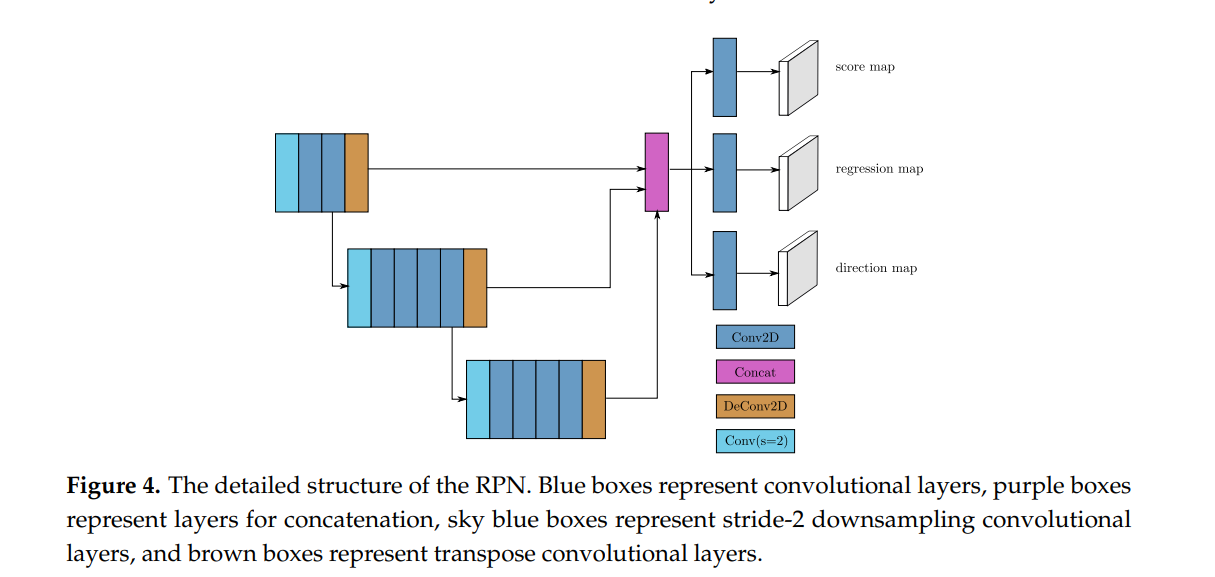 score map
regression map
direction map
Conv2D
Concat
DeConv2D
Conv(s=2)
Figure 4. The detailed structure of the RPN. Blue boxes represent convolutional layers, purple boxes
represent layers for concatenation, sky blue boxes represent stride-2 downsampling convolutional
layers, and brown boxes represent transpose convolutional layers.